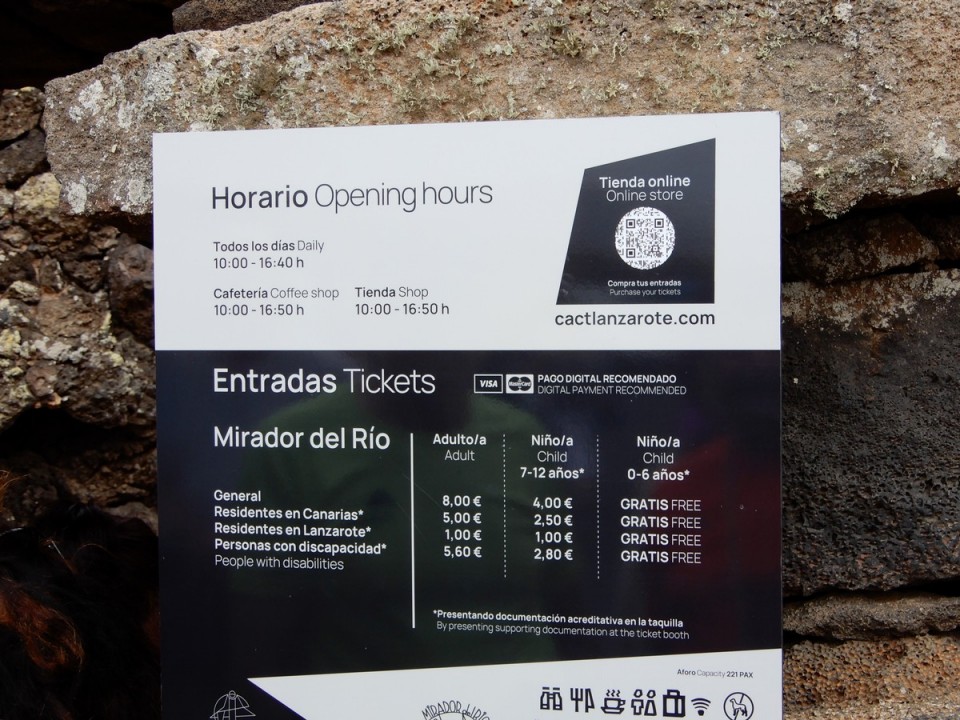 Horario Opening hours
Todos los días Daily
10:00 - 16:40 h
Cafetería Coffee shop
10:00 - 16:50 h
Tienda Shop
10:00 - 16:50 h
Tienda online
Online store
Compra tus entradas
Purchase your tickets
cactlanzarote.com
Entradas Tickets
VISA MasterCard
PAGO DIGITAL RECOMENDADO
DIGITAL PAYMENT RECOMMENDED
Mirador del Río
Adulto/a
Adult
Niño/a
Child
7-12 años*
Niño/a
Child
0-6 años*
General 8,00 € 4,00 € GRATIS FREE
Residentes en Canarias* 5,00 € 2,50 € GRATIS FREE
Residentes en Lanzarote* 1,00 € 1,00 € GRATIS FREE
Personas con discapacidad* 5,60 € 2,80 € GRATIS FREE
People with disabilities
*Presentando documentación acreditativa en la taquilla
By presenting supporting documentation at the ticket booth
Aforo Capacity 221 PAX
MIRADOR del RIO